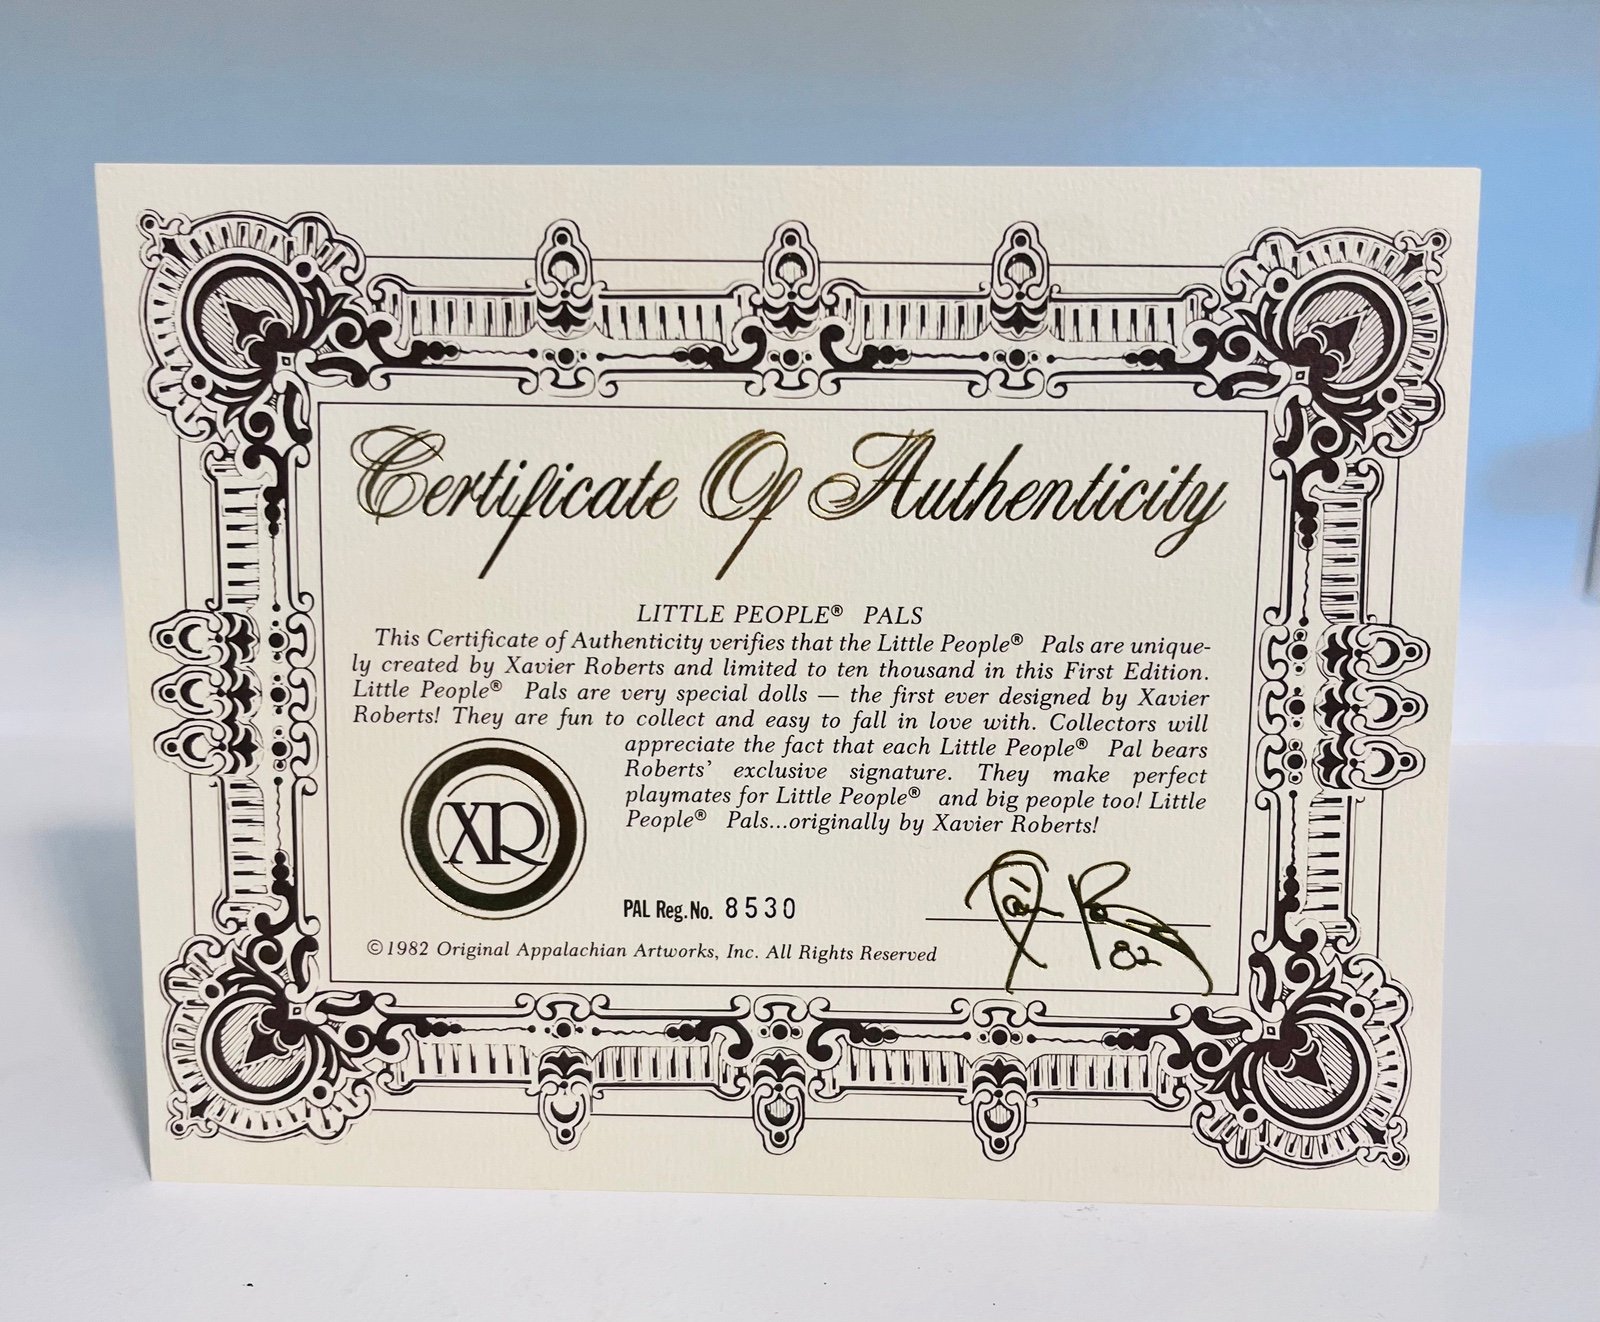 Certificate Of Authenticity
LITTLE PEOPLE® PALS
This Certificate of Authenticity verifies that the Little People® Pals are unique-
ly created by Xavier Roberts and limited to ten thousand in this First Edition.
Little People® Pals are very special dolls — the first ever designed by Xavier
Roberts! They are fun to collect and easy to fall in love with. Collectors will
appreciate the fact that each Little People® Pal bears
Roberts' exclusive signature. They make perfect
playmates for Little People® and big people too! Little
People® Pals...originally by Xavier Roberts!
XR
PAL Reg. No. 8530
82
©1982 Original Appalachian Artworks, Inc. All Rights Reserved